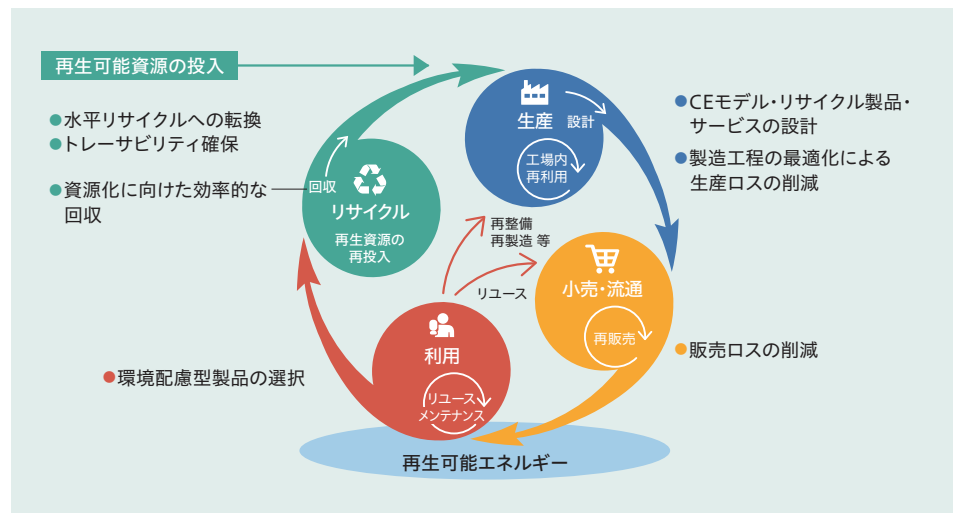 再生可能資源の投入
●水平リサイクルへの転換
●トレーサビリティ確保
●資源化に向けた効率的な
回収
回収
リサイクル
再生資源の
再投入
生産
設計
工場内
再利用
●CEモデル・リサイクル製品・
サービスの設計
●製造工程の最適化による
生産ロスの削減
再整備
再製造 等
リユース
小売・流通
再販売
●販売ロスの削減
利用
リユース
メンテナンス
●環境配慮型製品の選択
再生可能エネルギー